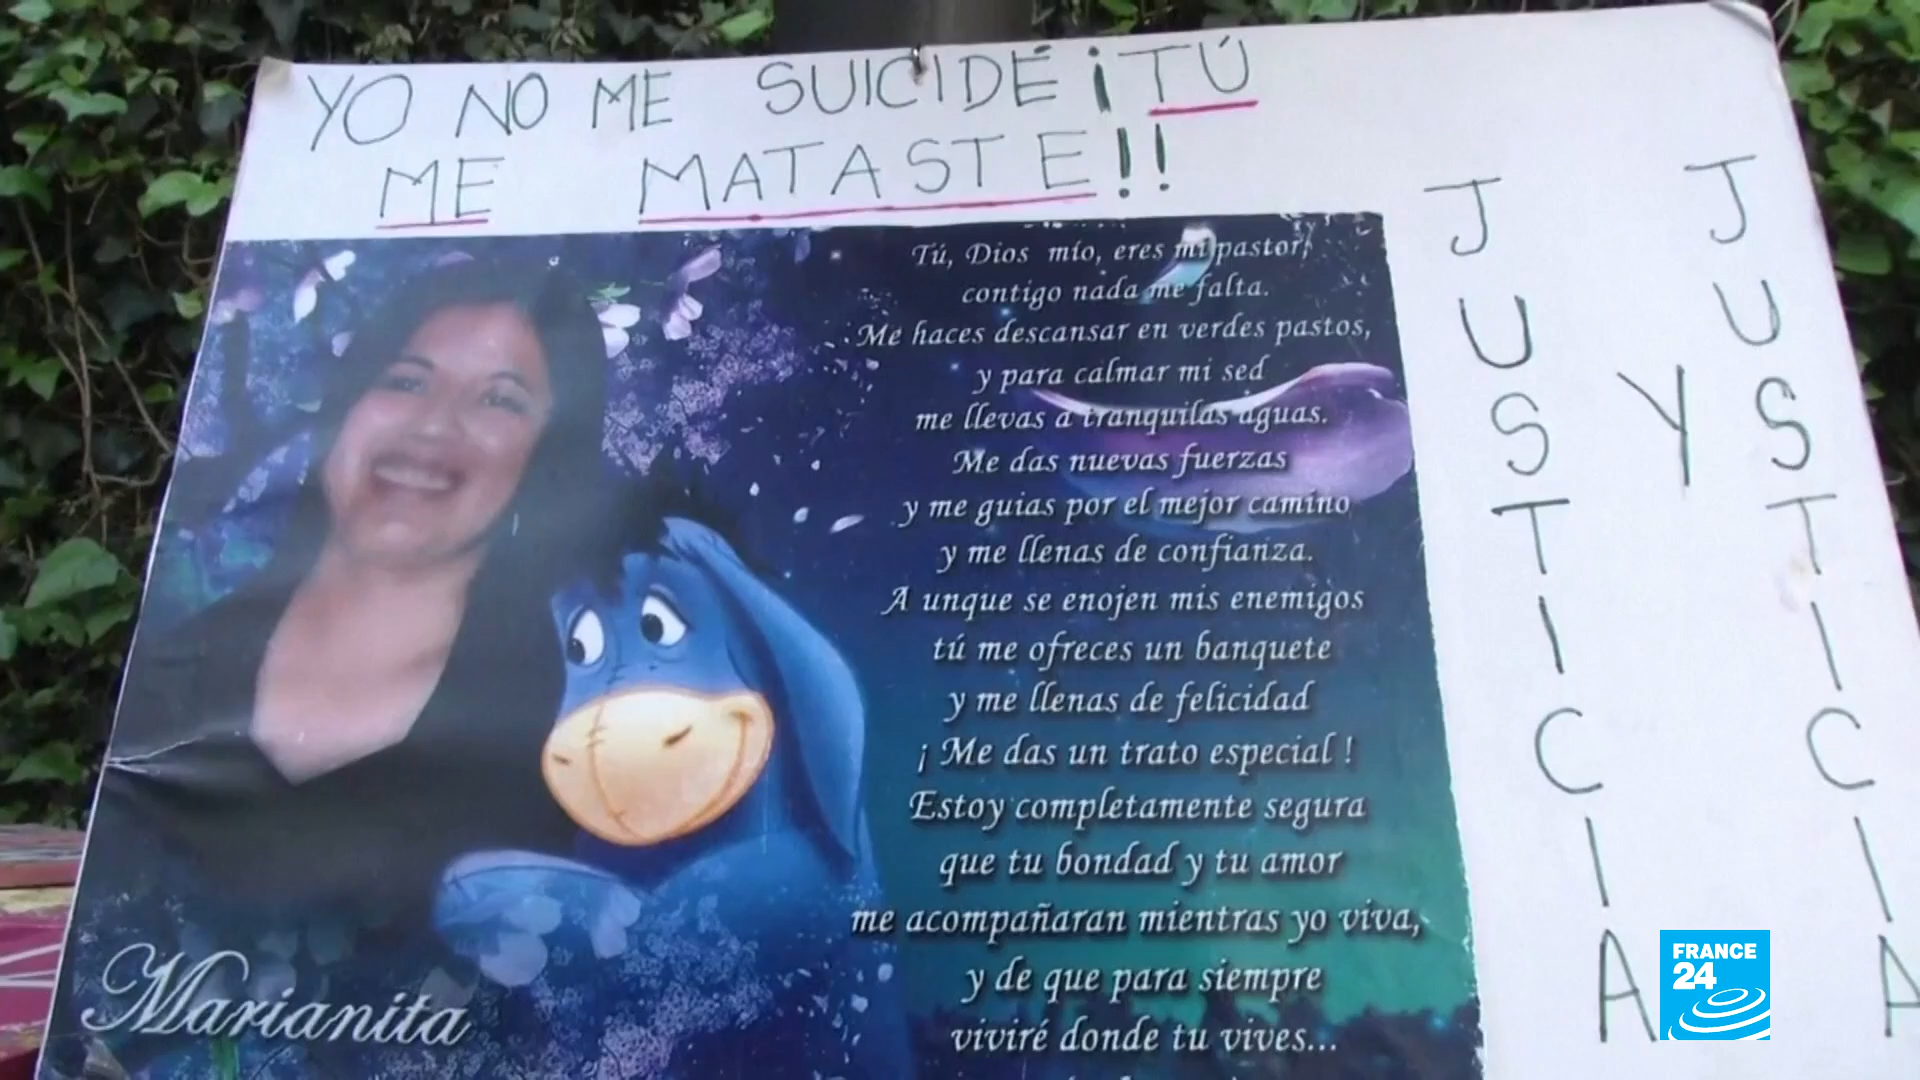 YO NO ME SUICIDÉ ¡TÚ
ME MATASTE!!
Tú, Dios mío, eres mi pastor,
contigo nada me falta.
Me haces descansar en verdes pastos,
y para calmar mi sed
me llevas a tranquilas aguas.
Me das nuevas fuerzas
y me guias por el mejor camino
y me llenas de confianza.
A unque se enojen mis enemigos
tú me ofreces un banquete
y me llenas de felicidad
¡ Me das un trato especial !
Estoy completamente segura
que tu bondad y tu amor
me acompañaran mientras yo viva,
y de que para siempre
viviré donde tu vives...
Marianita
JUSTICIA
Y
JUSTICIA
FRANCE
24